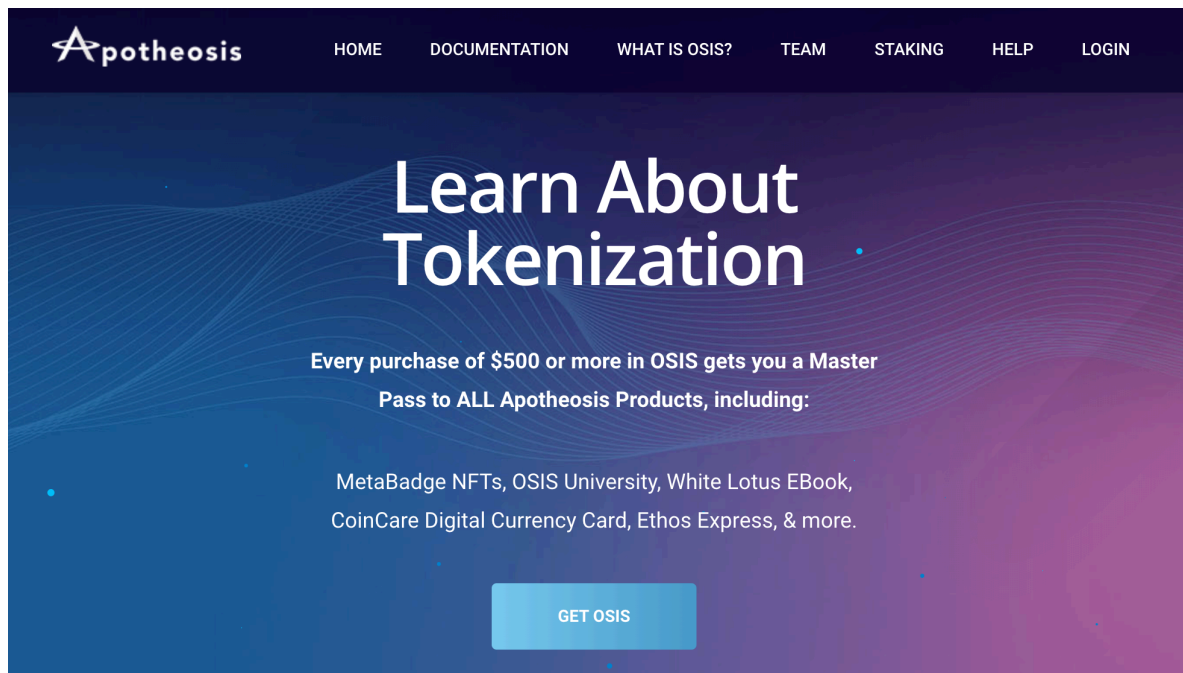 Apotheosis
HOME DOCUMENTATION WHAT IS OSIS? TEAM STAKING HELP LOGIN
Learn About
Tokenization
Every purchase of $500 or more in OSIS gets you a Master
Pass to ALL Apotheosis Products, including:
MetaBadge NFTs, OSIS University, White Lotus EBook,
CoinCare Digital Currency Card, Ethos Express, & more.
GET OSIS